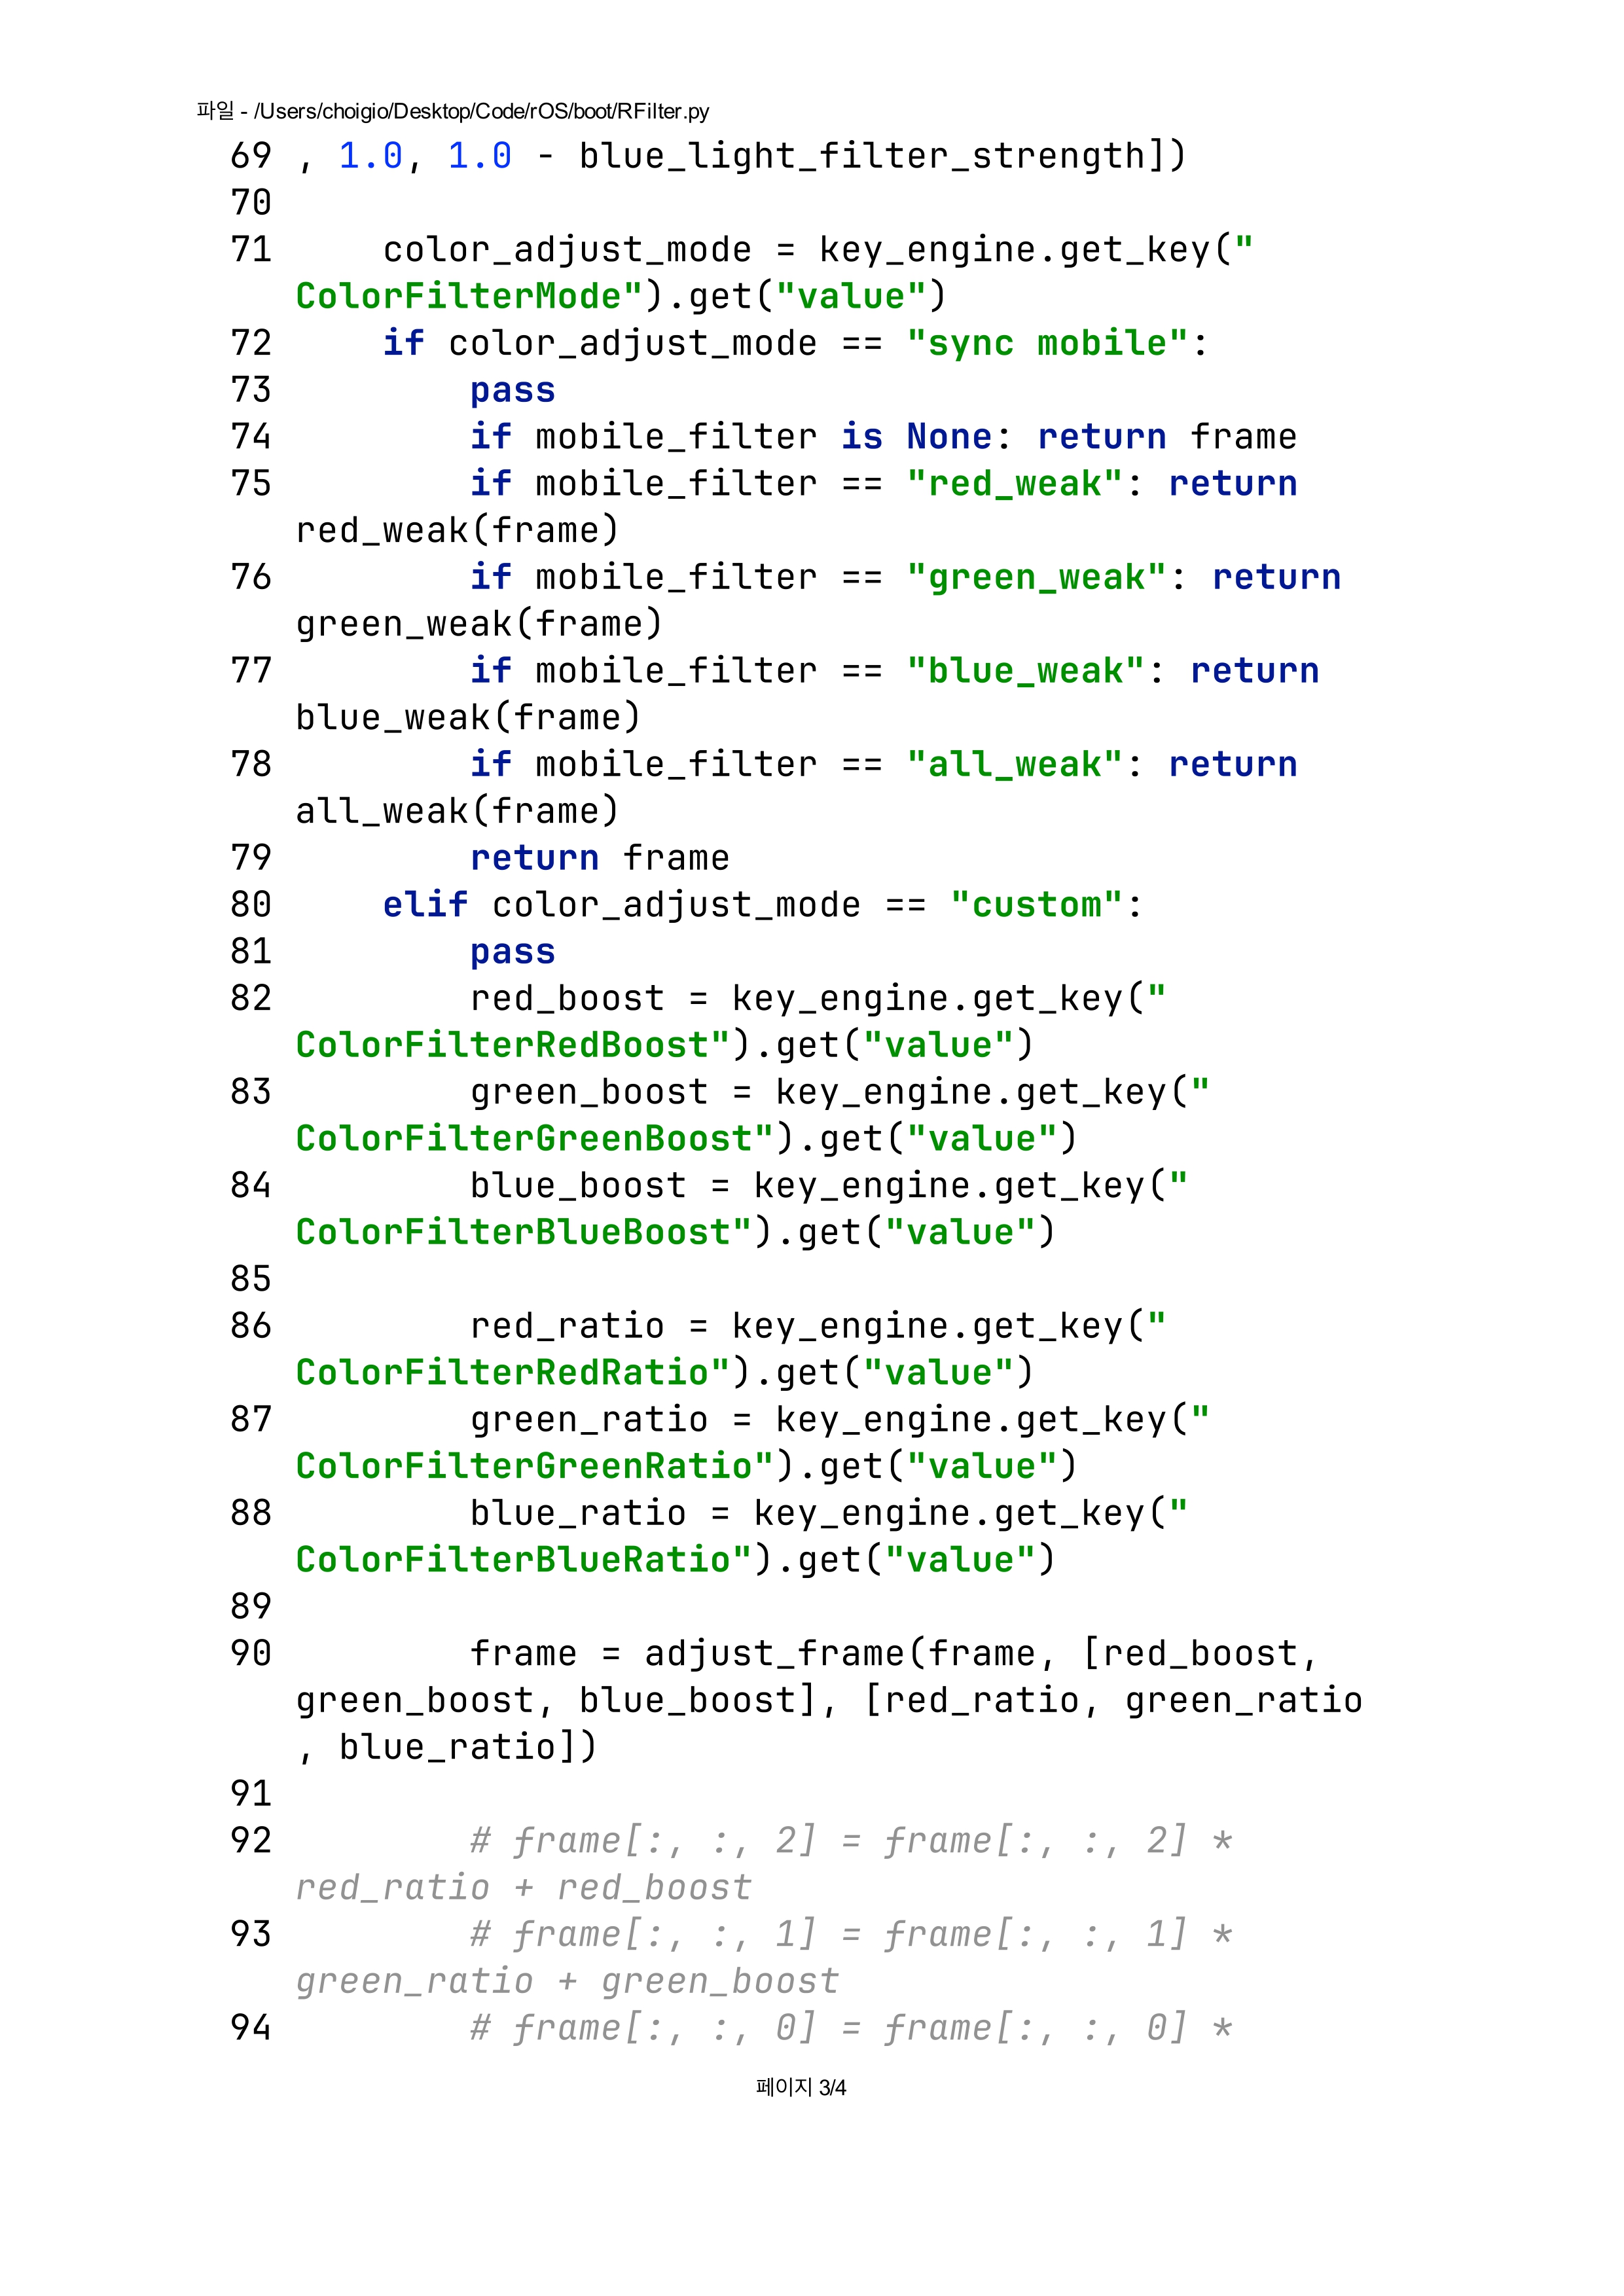 파일 - /Users/choigio/Desktop/Code/rOS/boot/RFilter.py
69 , 1.0, 1.0 - blue_light_filter_strength])
70
71     color_adjust_mode = key_engine.get_key("
ColorFilterMode").get("value")
72     if color_adjust_mode == "sync mobile":
73         pass
74         if mobile_filter is None: return frame
75         if mobile_filter == "red_weak": return
red_weak(frame)
76         if mobile_filter == "green_weak": return
green_weak(frame)
77         if mobile_filter == "blue_weak": return
blue_weak(frame)
78         if mobile_filter == "all_weak": return
all_weak(frame)
79         return frame
80     elif color_adjust_mode == "custom":
81         pass
82         red_boost = key_engine.get_key("
ColorFilterRedBoost").get("value")
83         green_boost = key_engine.get_key("
ColorFilterGreenBoost").get("value")
84         blue_boost = key_engine.get_key("
ColorFilterBlueBoost").get("value")
85
86         red_ratio = key_engine.get_key("
ColorFilterRedRatio").get("value")
87         green_ratio = key_engine.get_key("
ColorFilterGreenRatio").get("value")
88         blue_ratio = key_engine.get_key("
ColorFilterBlueRatio").get("value")
89
90         frame = adjust_frame(frame, [red_boost,
green_boost, blue_boost], [red_ratio, green_ratio
, blue_ratio])
91
92         # frame[:, :, 2] = frame[:, :, 2] *
red_ratio + red_boost
93         # frame[:, :, 1] = frame[:, :, 1] *
green_ratio + green_boost
94         # frame[:, :, 0] = frame[:, :, 0] *
페이지 3/4